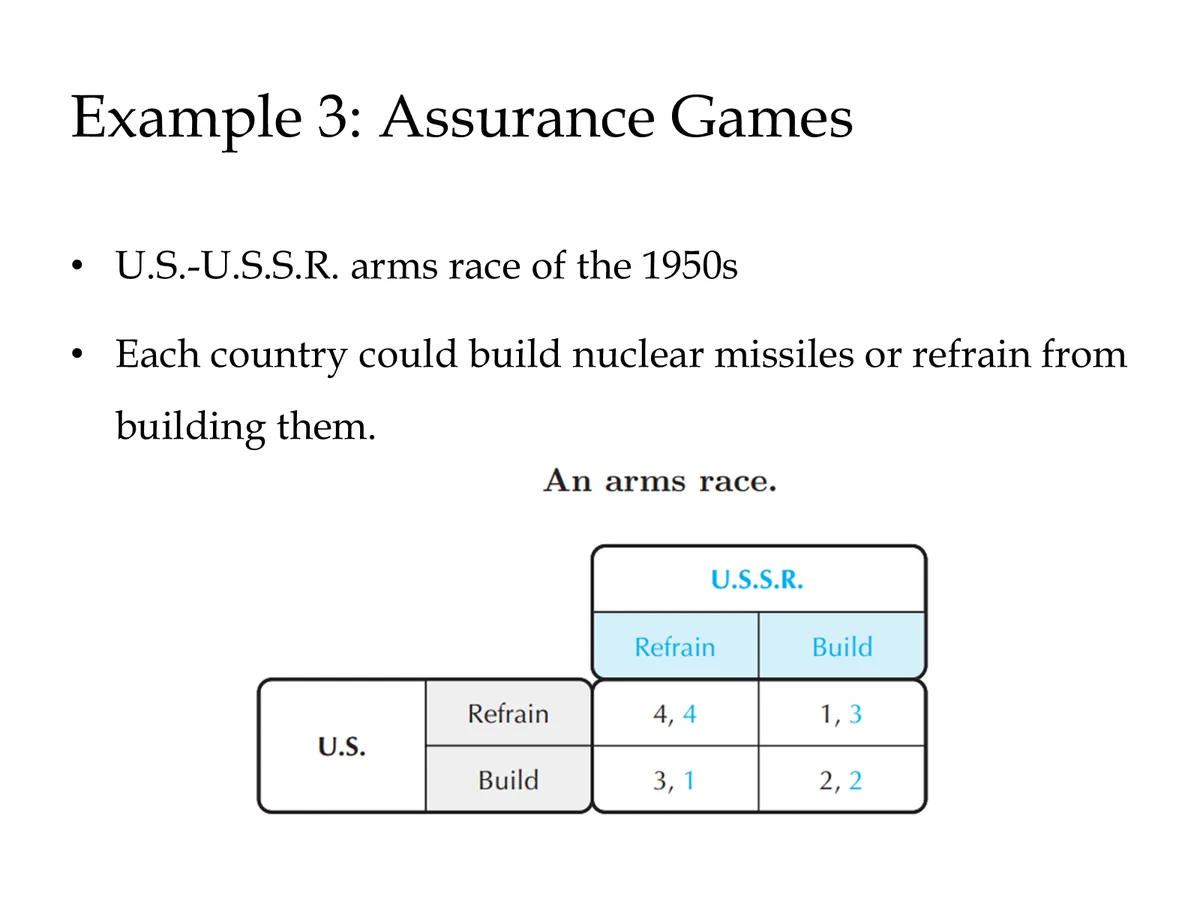 Example 3: Assurance Games
• U.S.-U.S.S.R. arms race of the 1950s
• Each country could build nuclear missiles or refrain from
building them.
An arms race.
U.S.S.R.
Refrain Build
U.S.
Refrain 4, 4 1, 3
Build 3, 1 2, 2